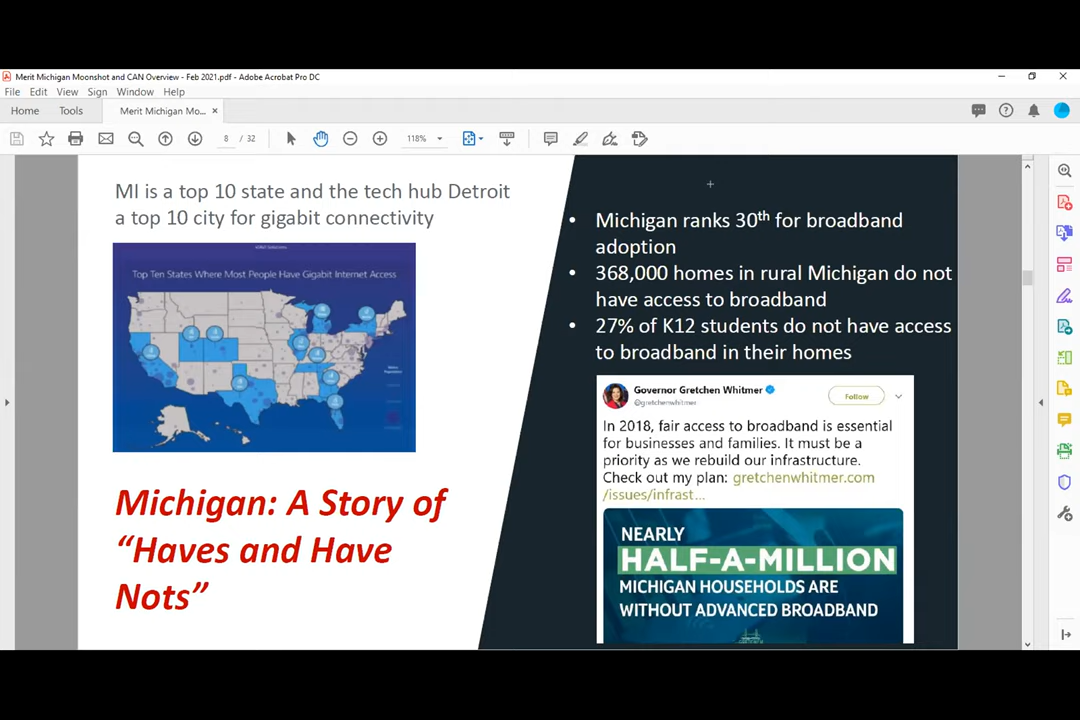 Merit Michigan Moonshot and CAN Overview - Feb 2021.pdf - Adobe Acrobat Pro DC
File Edit View Sign Window Help
Home Tools Merit Michigan Mo... ×
8 / 32 118%
MI is a top 10 state and the tech hub Detroit
a top 10 city for gigabit connectivity
Top Ten States Where Most People Have Gigabit Internet Access
Michigan: A Story of
“Haves and Have
Nots”
• Michigan ranks 30th for broadband
adoption
• 368,000 homes in rural Michigan do not
have access to broadband
• 27% of K12 students do not have access
to broadband in their homes
Governor Gretchen Whitmer
@gretchenwhitmer
Follow
In 2018, fair access to broadband is essential
for businesses and families. It must be a
priority as we rebuild our infrastructure.
Check out my plan: gretchenwhitmer.com
/issues/infrast...
NEARLY
HALF-A-MILLION
MICHIGAN HOUSEHOLDS ARE
WITHOUT ADVANCED BROADBAND